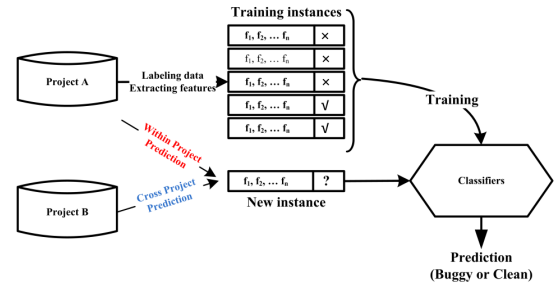 Training instances
Project A
Labeling data
Extracting features
f₁, f₂, ... fₙ ×
f₁, f₂, ... fₙ ×
f₁, f₂, ... fₙ ×
f₁, f₂, ... fₙ √
f₁, f₂, ... fₙ √
Training
Within Project
Prediction
Cross Project
Prediction
Project B
f₁, f₂, ... fₙ ?
New instance
Classifiers
Prediction
(Buggy or Clean)